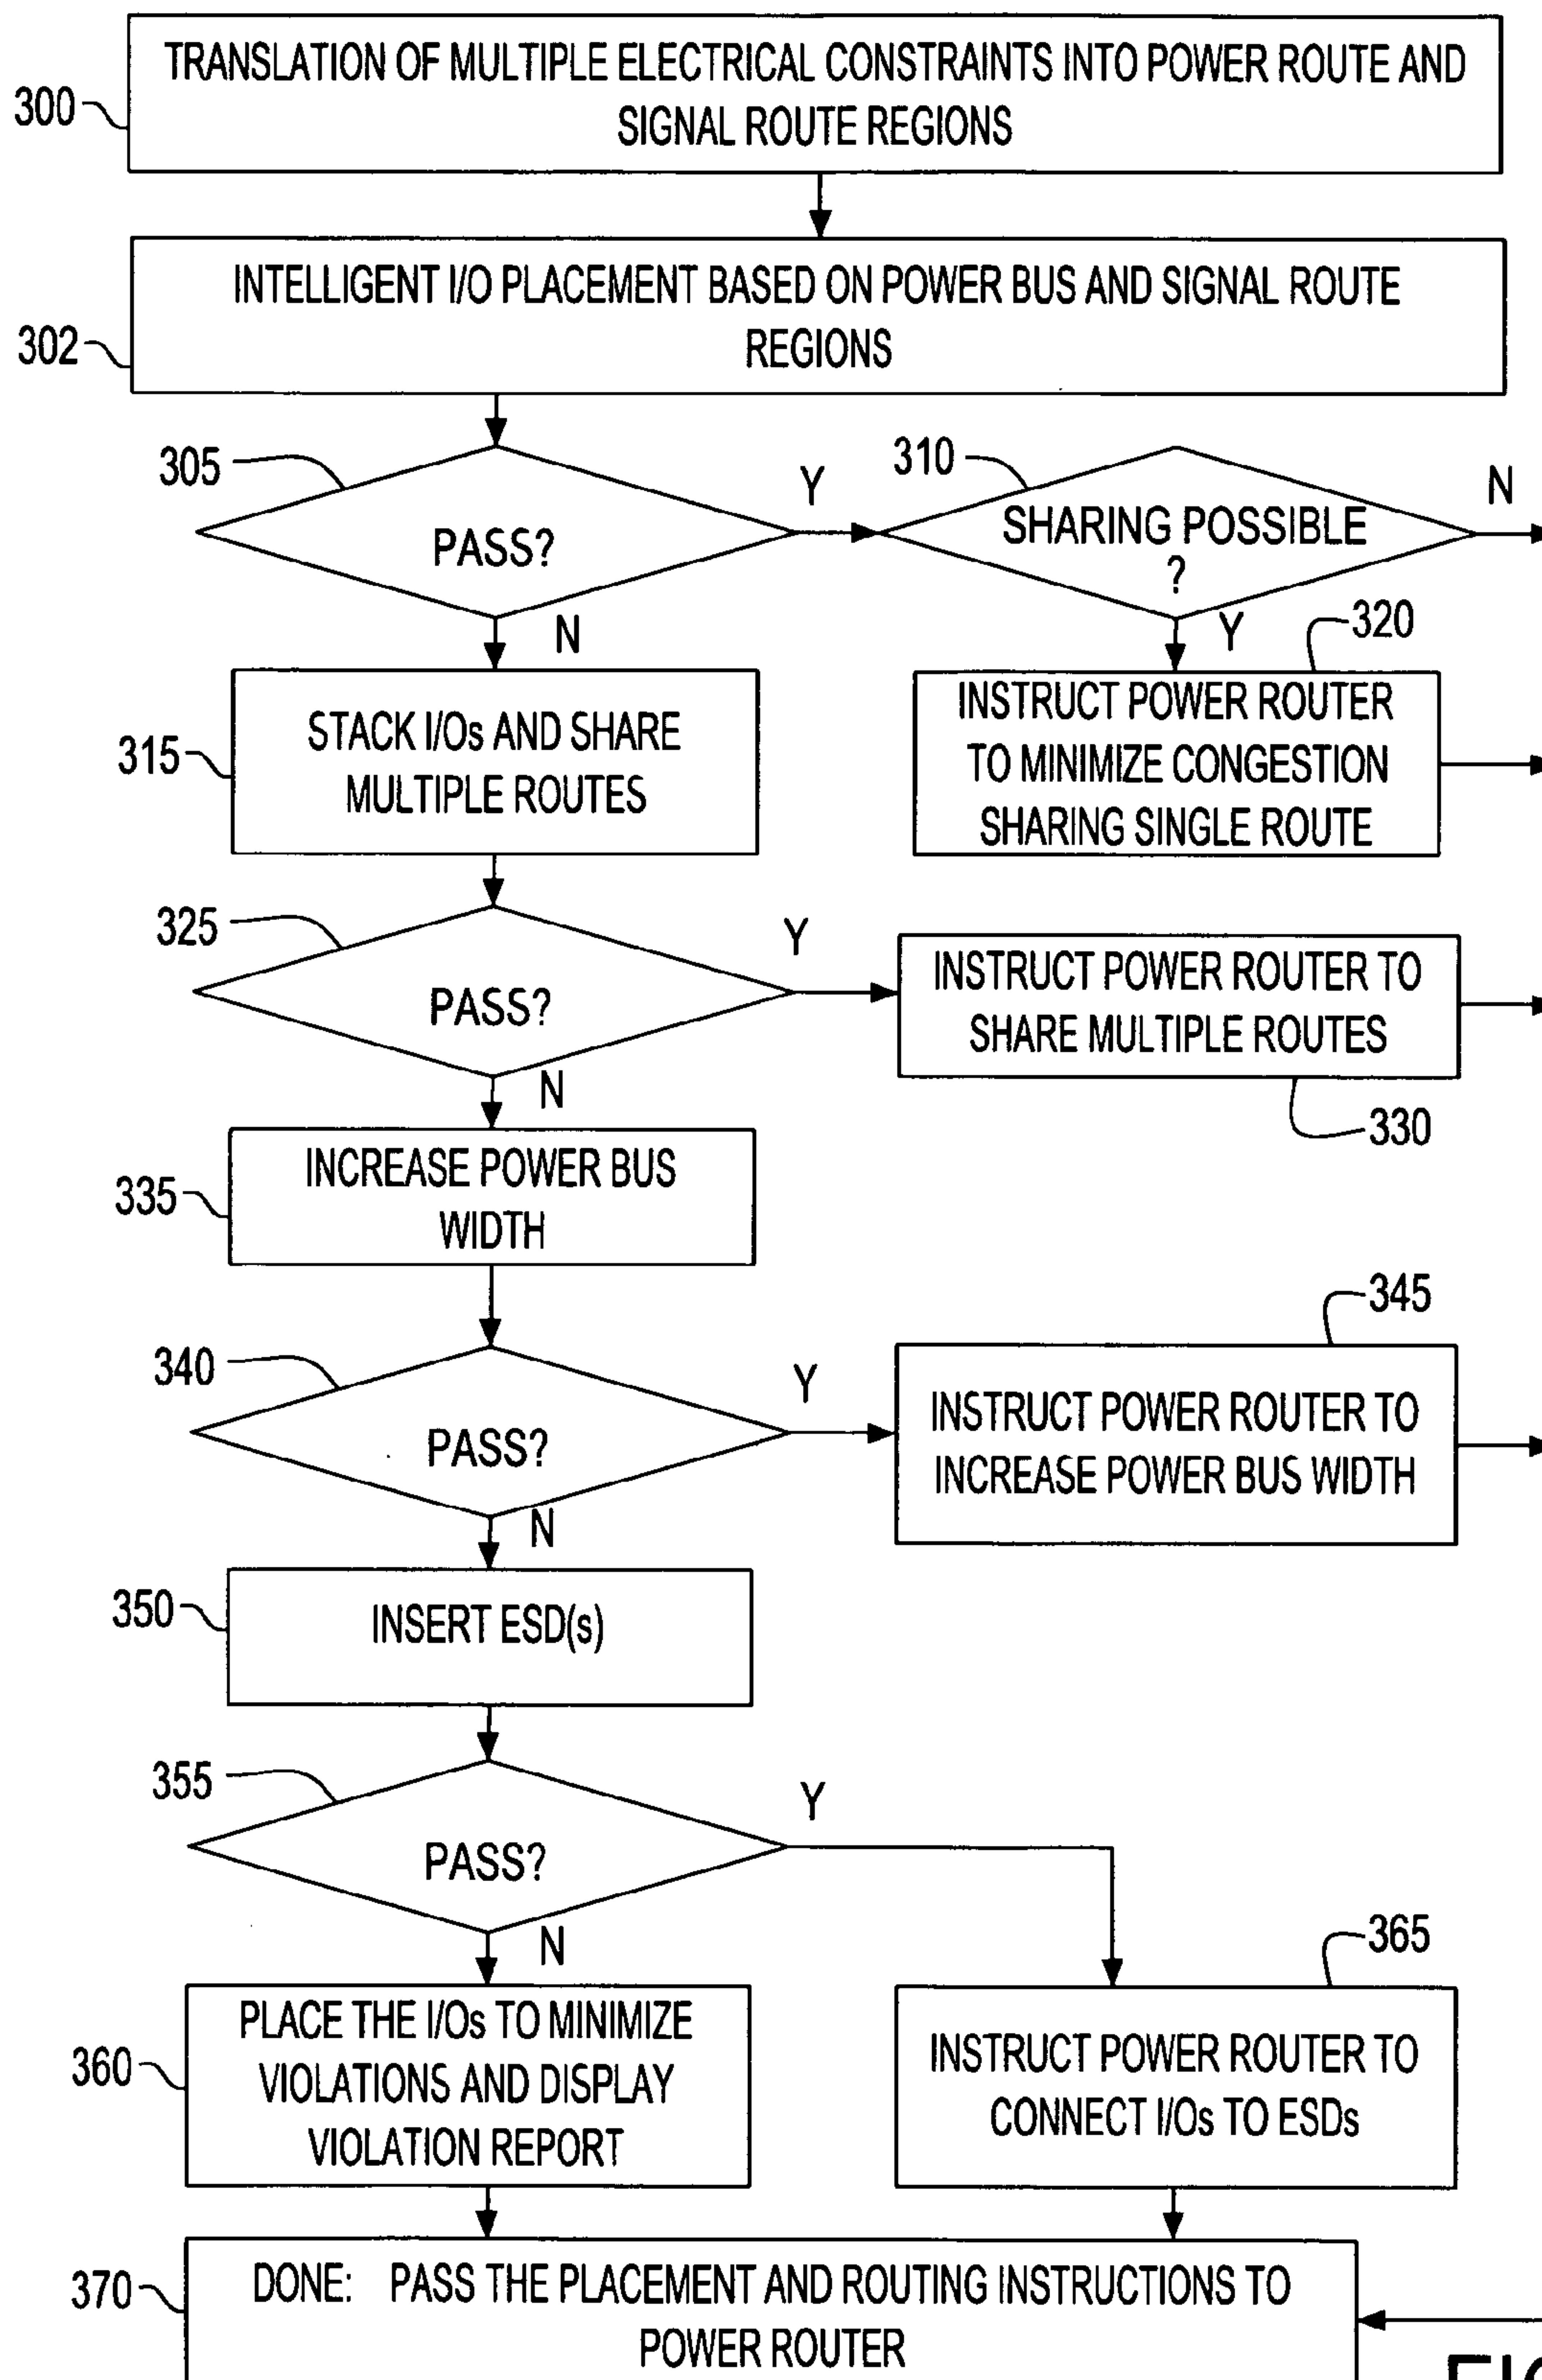 TRANSLATION OF MULTIPLE ELECTRICAL CONSTRAINTS INTO POWER ROUTE AND
SIGNAL ROUTE REGIONS
300
INTELLIGENT I/O PLACEMENT BASED ON POWER BUS AND SIGNAL ROUTE
REGIONS
302
305
PASS?
Y
N
310
SHARING POSSIBLE
?
N
Y
315
STACK I/Os AND SHARE
MULTIPLE ROUTES
320
INSTRUCT POWER ROUTER
TO MINIMIZE CONGESTION
SHARING SINGLE ROUTE
325
PASS?
Y
N
INSTRUCT POWER ROUTER TO
SHARE MULTIPLE ROUTES
330
335
INCREASE POWER BUS
WIDTH
340
PASS?
Y
N
345
INSTRUCT POWER ROUTER TO
INCREASE POWER BUS WIDTH
350
INSERT ESD(s)
355
PASS?
Y
N
360
PLACE THE I/Os TO MINIMIZE
VIOLATIONS AND DISPLAY
VIOLATION REPORT
365
INSTRUCT POWER ROUTER TO
CONNECT I/Os TO ESDs
370
DONE: PASS THE PLACEMENT AND ROUTING INSTRUCTIONS TO
POWER ROUTER